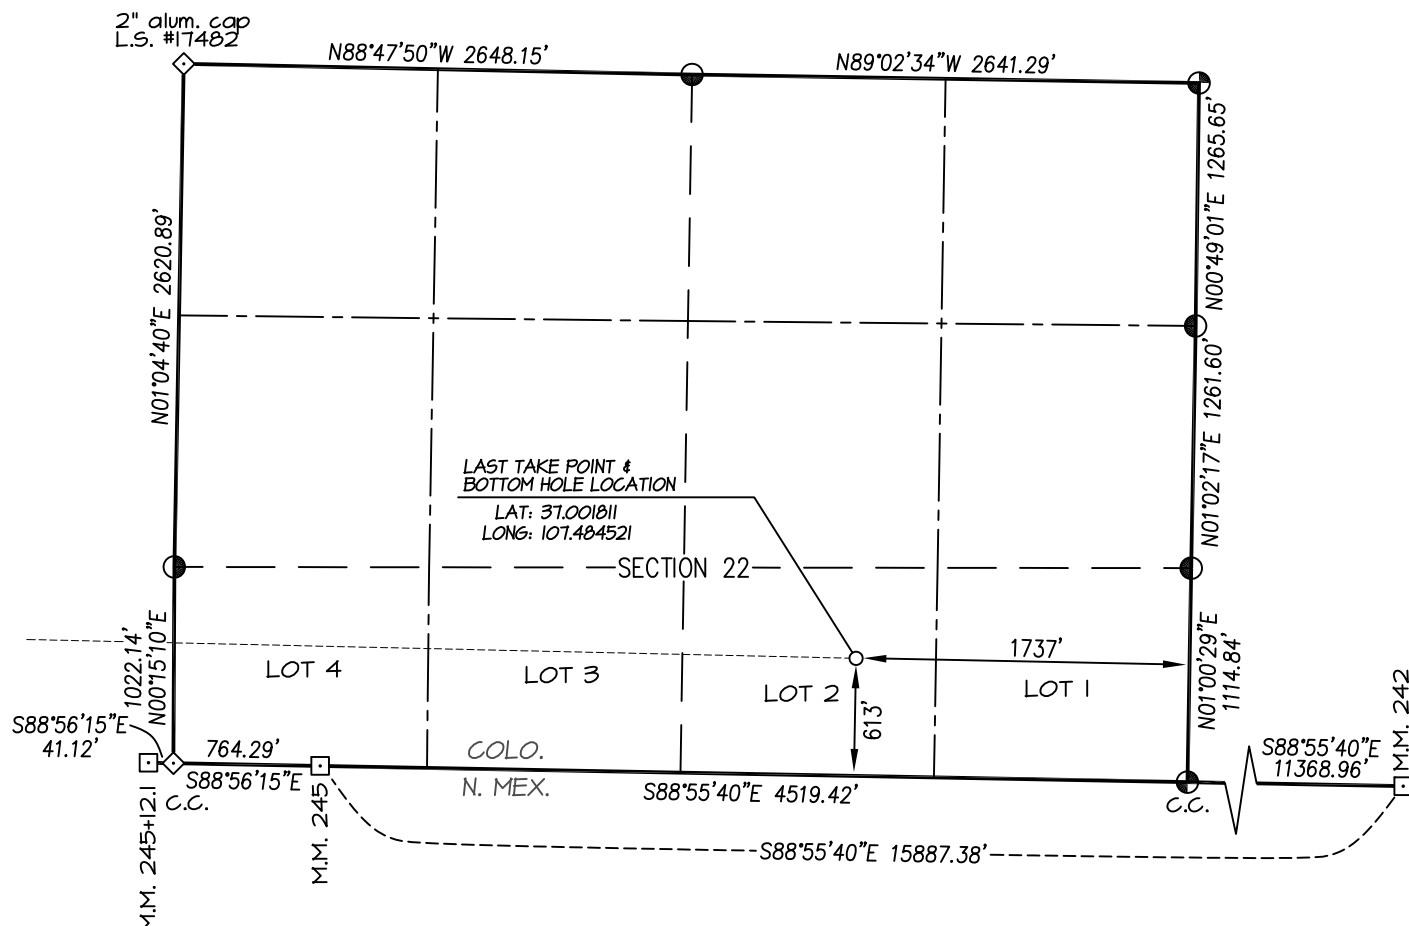 2" alum. cap
L.S. #17482
N88°47'50"W 2648.15'
N89°02'34"W 2641.29'
N00°49'01"E 1265.65'
N01°04'40"E 2620.89'
N01°02'17"E 1261.60'
LAST TAKE POINT &
BOTTOM HOLE LOCATION
LAT: 37.001811
LONG: 107.484521
SECTION 22
1022.14'
N00°15'10"E
LOT 4
LOT 3
LOT 2
1737'
LOT 1
613'
N01°00'29"E
1114.84'
M.M. 242
S88°56'15"E
41.12'
764.29'
S88°56'15"E
COLO.
N. MEX.
S88°55'40"E 4519.42'
S88°55'40"E
11368.96'
C.C.
C.C.
M.M. 245+12.1
M.M. 245
S88°55'40"E 15887.38'